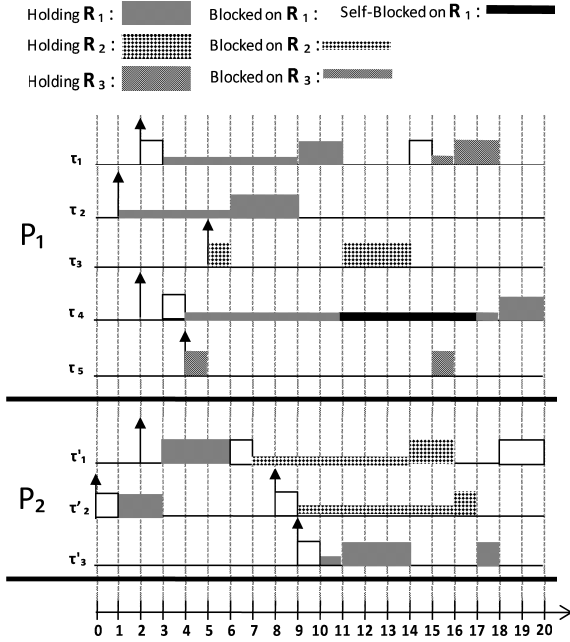 Holding R₁ : Blocked on R₁ : Self-Blocked on R₁ :
Holding R₂ : Blocked on R₂ :
Holding R₃ : Blocked on R₃ :
τ₁
τ₂
P₁
τ₃
τ₄
τ₅
τ'₁
P₂
τ'₂
τ'₃
0 1 2 3 4 5 6 7 8 9 10 11 12 13 14 15 16 17 18 19 20